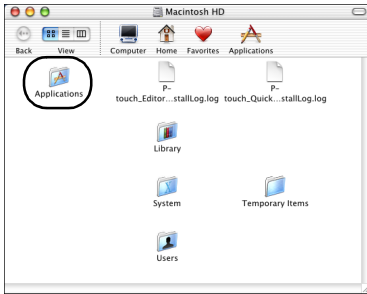 Macintosh HD
Back View Computer Home Favorites Applications
Applications
P-
touch_Editor...stallLog.log
P-
touch_Quick...stallLog.log
Library
System
Temporary Items
Users